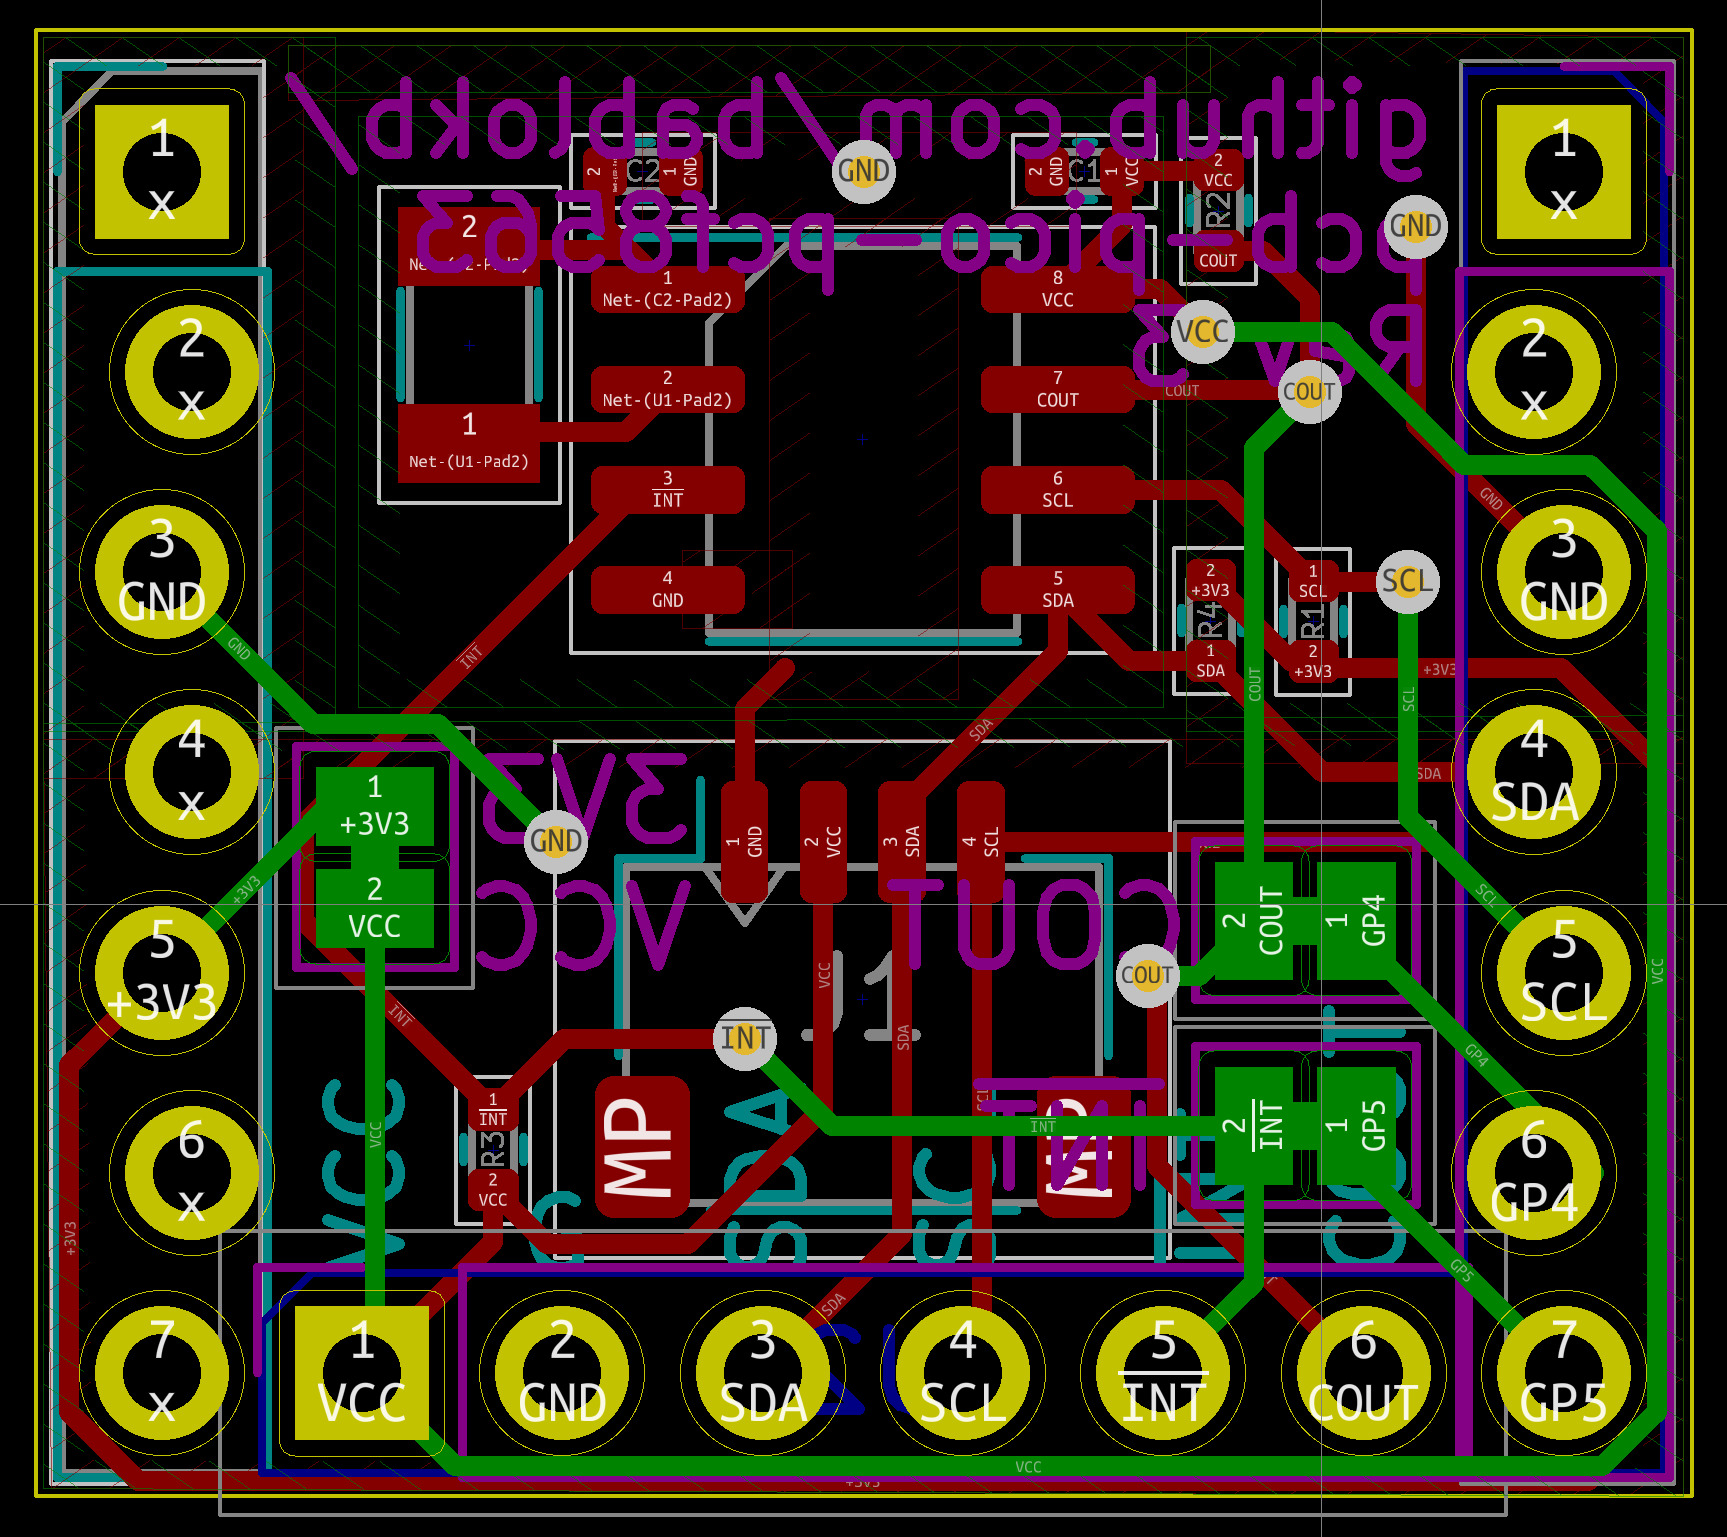 github.com/bablokb/
pcb-pico-pcf8563
Rev 3
1
x
2
x
3
GND
4
x
5
+3V3
6
x
7
x
1
x
2
x
3
GND
4
SDA
5
SCL
6
GP4
7
GP5
1
VCC
2
GND
3
SDA
4
SCL
5
INT
6
COUT
2
1
Net-(U1-Pad2)
2
C2
1
GND
GND
2
GND
C1
1
VCC
2
VCC
R2
COUT
GND
1
Net-(C2-Pad2)
2
Net-(U1-Pad2)
3
INT
4
GND
8
VCC
7
COUT
6
SCL
5
SDA
VCC
COUT
COUT
SCL
GND
2
+3V3
R4
1
SDA
1
SCL
R1
2
+3V3
GND
INT
SDA
COUT
SCL
+3V3
SDA
1
+3V3
2
VCC
3V3
VCC
GND
1
GND
2
VCC
3
SDA
4
SCL
J1
COUT
2
COUT
1
GP4
COUT
INT
INT
2
INT
1
GP5
MP
MP
1
INT
R3
2
VCC
+3V3
INT
VCC
VCC
SDA
SCL
INT
SCL
GP4
GP5
VCC
+3V3
SDA
VCC
+3V3
VCC
SDA
J2